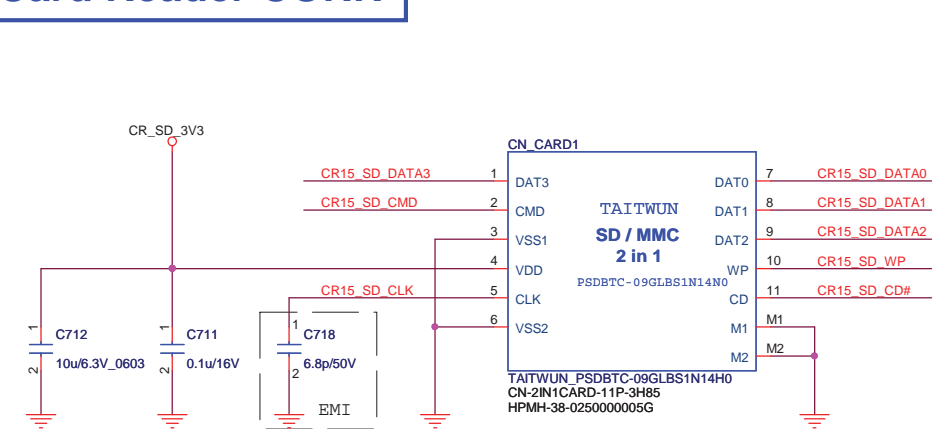 CR_SD_3V3
CN_CARD1
CR15_SD_DATA3 1 DAT3 DAT0 7 CR15_SD_DATA0
CR15_SD_CMD 2 CMD TAITWUN DAT1 8 CR15_SD_DATA1
3 VSS1 SD / MMC DAT2 9 CR15_SD_DATA2
2 in 1
4 VDD WP 10 CR15_SD_WP
PSDBTC-09GLBS1N14N0
CR15_SD_CLK 5 CLK CD 11 CR15_SD_CD#
6 VSS2 M1 M1
1 C712 1 C711 1 C718
M2 M2
2 10u/6.3V_0603 2 0.1u/16V 2 6.8p/50V
TAITWUN_PSDBTC-09GLBS1N14H0
CN-2IN1CARD-11P-3H85
HPMH-38-0250000005G
EMI